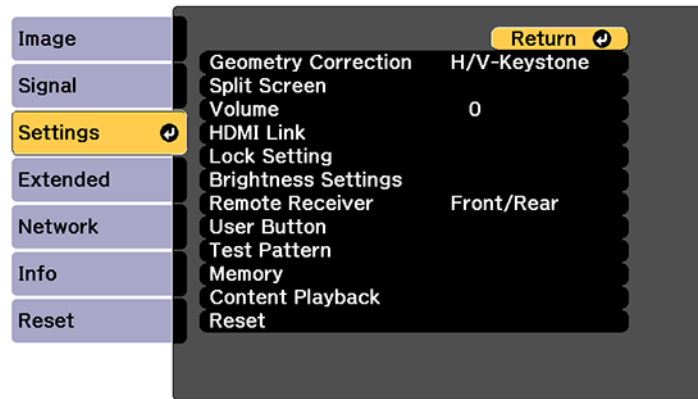 Image
Signal
Settings
Extended
Network
Info
Reset
Return
Geometry Correction H/V-Keystone
Split Screen
Volume 0
HDMI Link
Lock Setting
Brightness Settings
Remote Receiver Front/Rear
User Button
Test Pattern
Memory
Content Playback
Reset